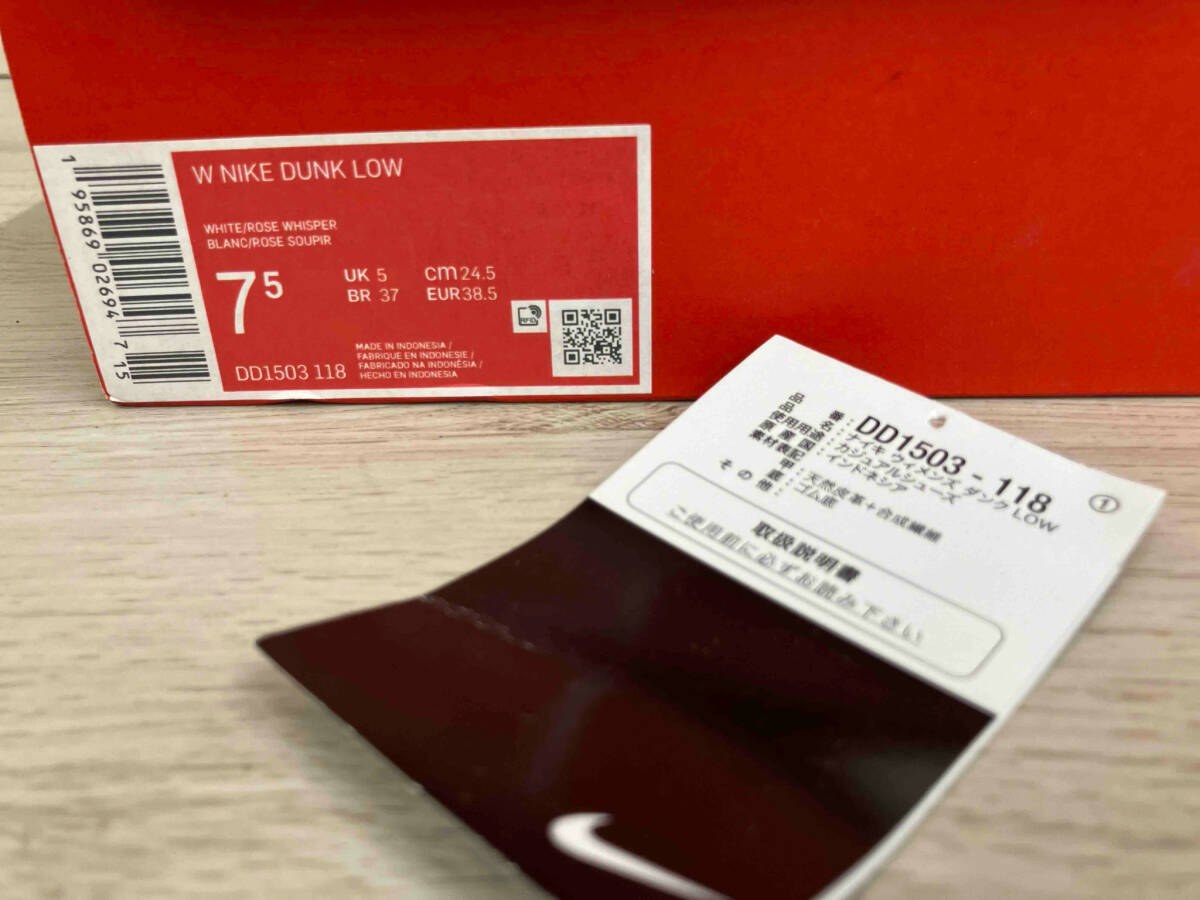 W NIKE DUNK LOW
WHITE/ROSE WHISPER
BLANC/ROSE SOUPIR
7 5
UK 5
cm 24.5
BR 37
EUR 38.5
RFID
MADE IN INDONESIA /
FABRIQUE EN INDONESIE /
FABRICADO NA INDONÉSIA /
HECHO EN INDONESIA
DD1503 118
1 95869 02694 7 15
品番:DD1503-118
品名:ナイキ ウィメンズ ダンク LOW
使用用途:カジュアルシューズ
原産国:インドネシア
素材表記
甲:天然皮革+合成繊維
底:ゴム底
その他:
①
取扱説明書
ご使用前に必ずお読み下さい